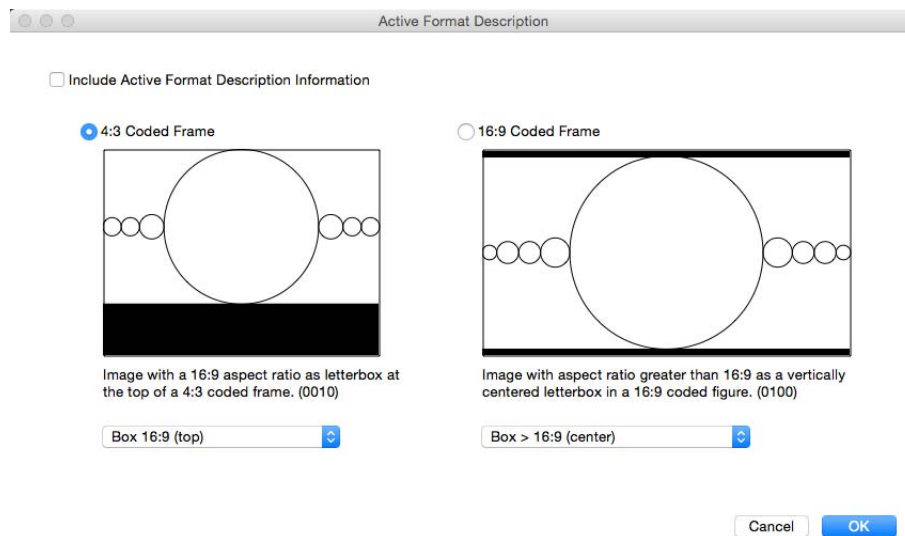 Active Format Description
Include Active Format Description Information
4:3 Coded Frame
16:9 Coded Frame
Image with a 16:9 aspect ratio as letterbox at
the top of a 4:3 coded frame. (0010)
Image with aspect ratio greater than 16:9 as a vertically
centered letterbox in a 16:9 coded figure. (0100)
Box 16:9 (top)
Box > 16:9 (center)
Cancel
OK